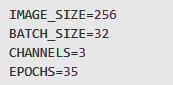 IMAGE_SIZE=256
BATCH_SIZE=32
CHANNELS=3
EPOCHS=35